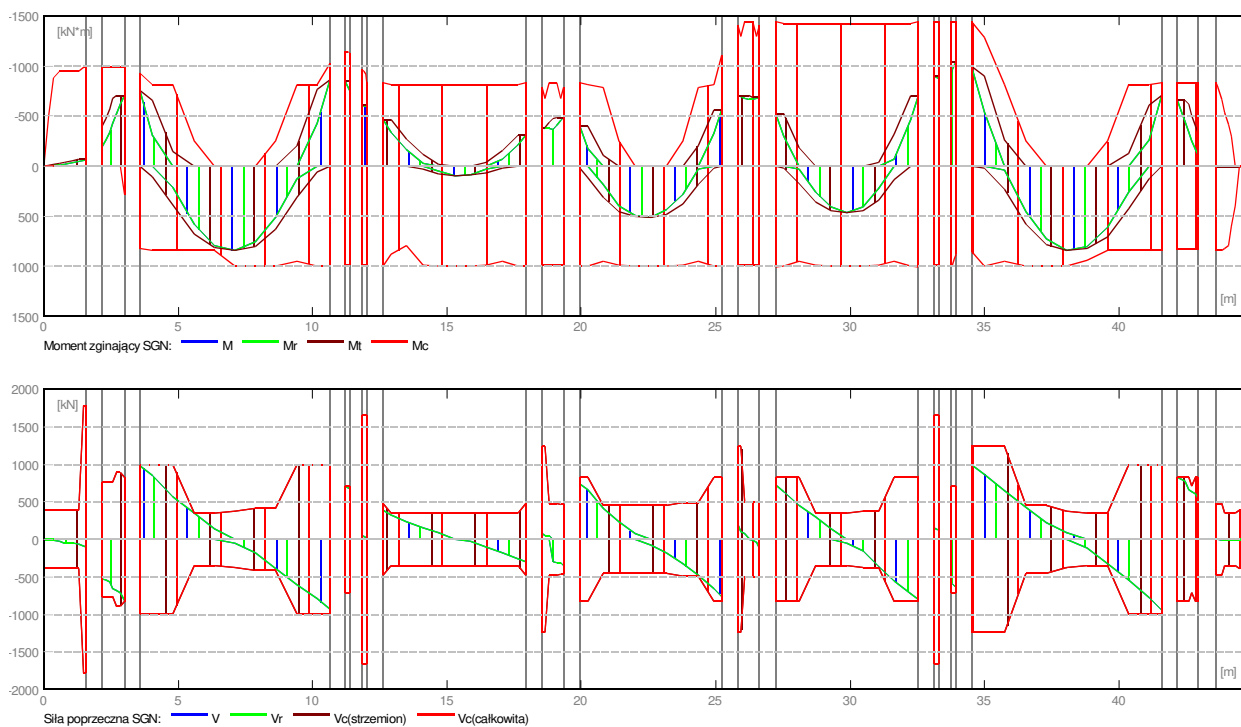 -1500
[kN*m]
-1000
-500
0
500
1000
1500
[m]
0 5 10 15 20 25 30 35 40
Moment zginający SGN: M Mr Mt Mc
2000
[kN]
1500
1000
500
0
-500
-1000
-1500
[m]
-2000
0 5 10 15 20 25 30 35 40
Siła poprzeczna SGN: V Vr Vc(strzemion) Vc(całkowita)